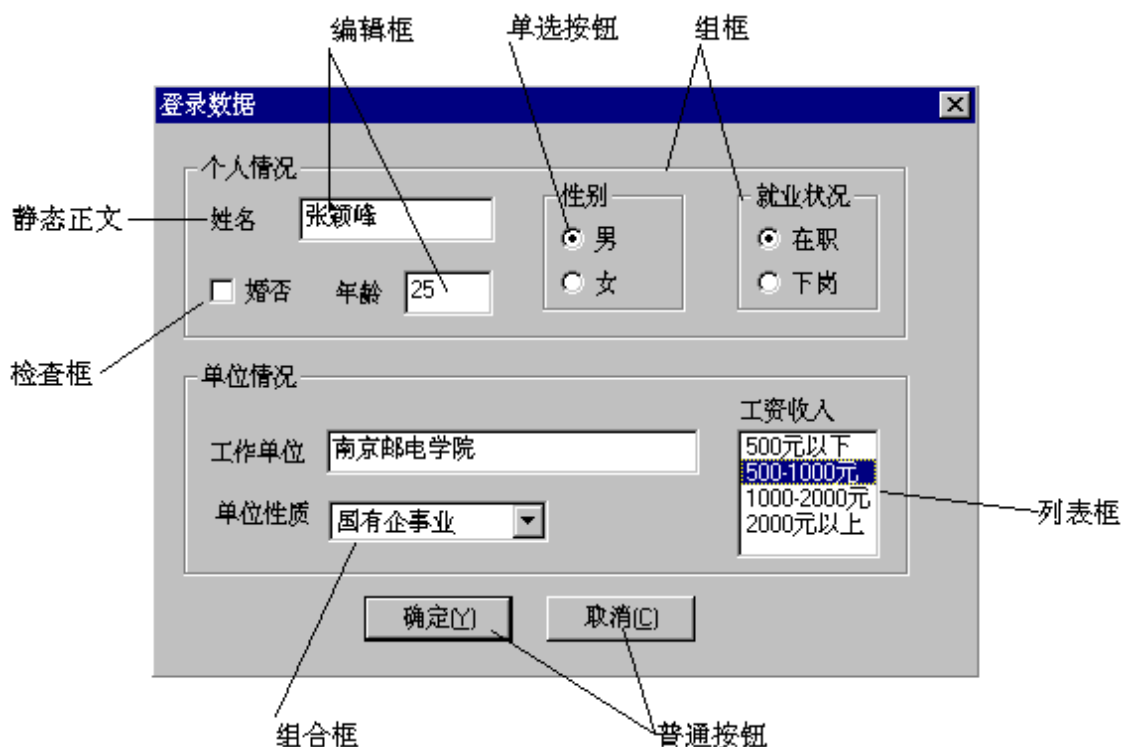 编辑框 单选按钮 组框
登录数据
个人情况
性别 就业状况
静态正文 姓名 张颖峰
男 在职
婚否 年龄 25 女 下岗
检查框
单位情况
工资收入
工作单位 南京邮电学院 500元以下
500-1000元
1000-2000元
单位性质 国有企事业 2000元以上
列表框
确定(Y) 取消(C)
组合框 普通按钮